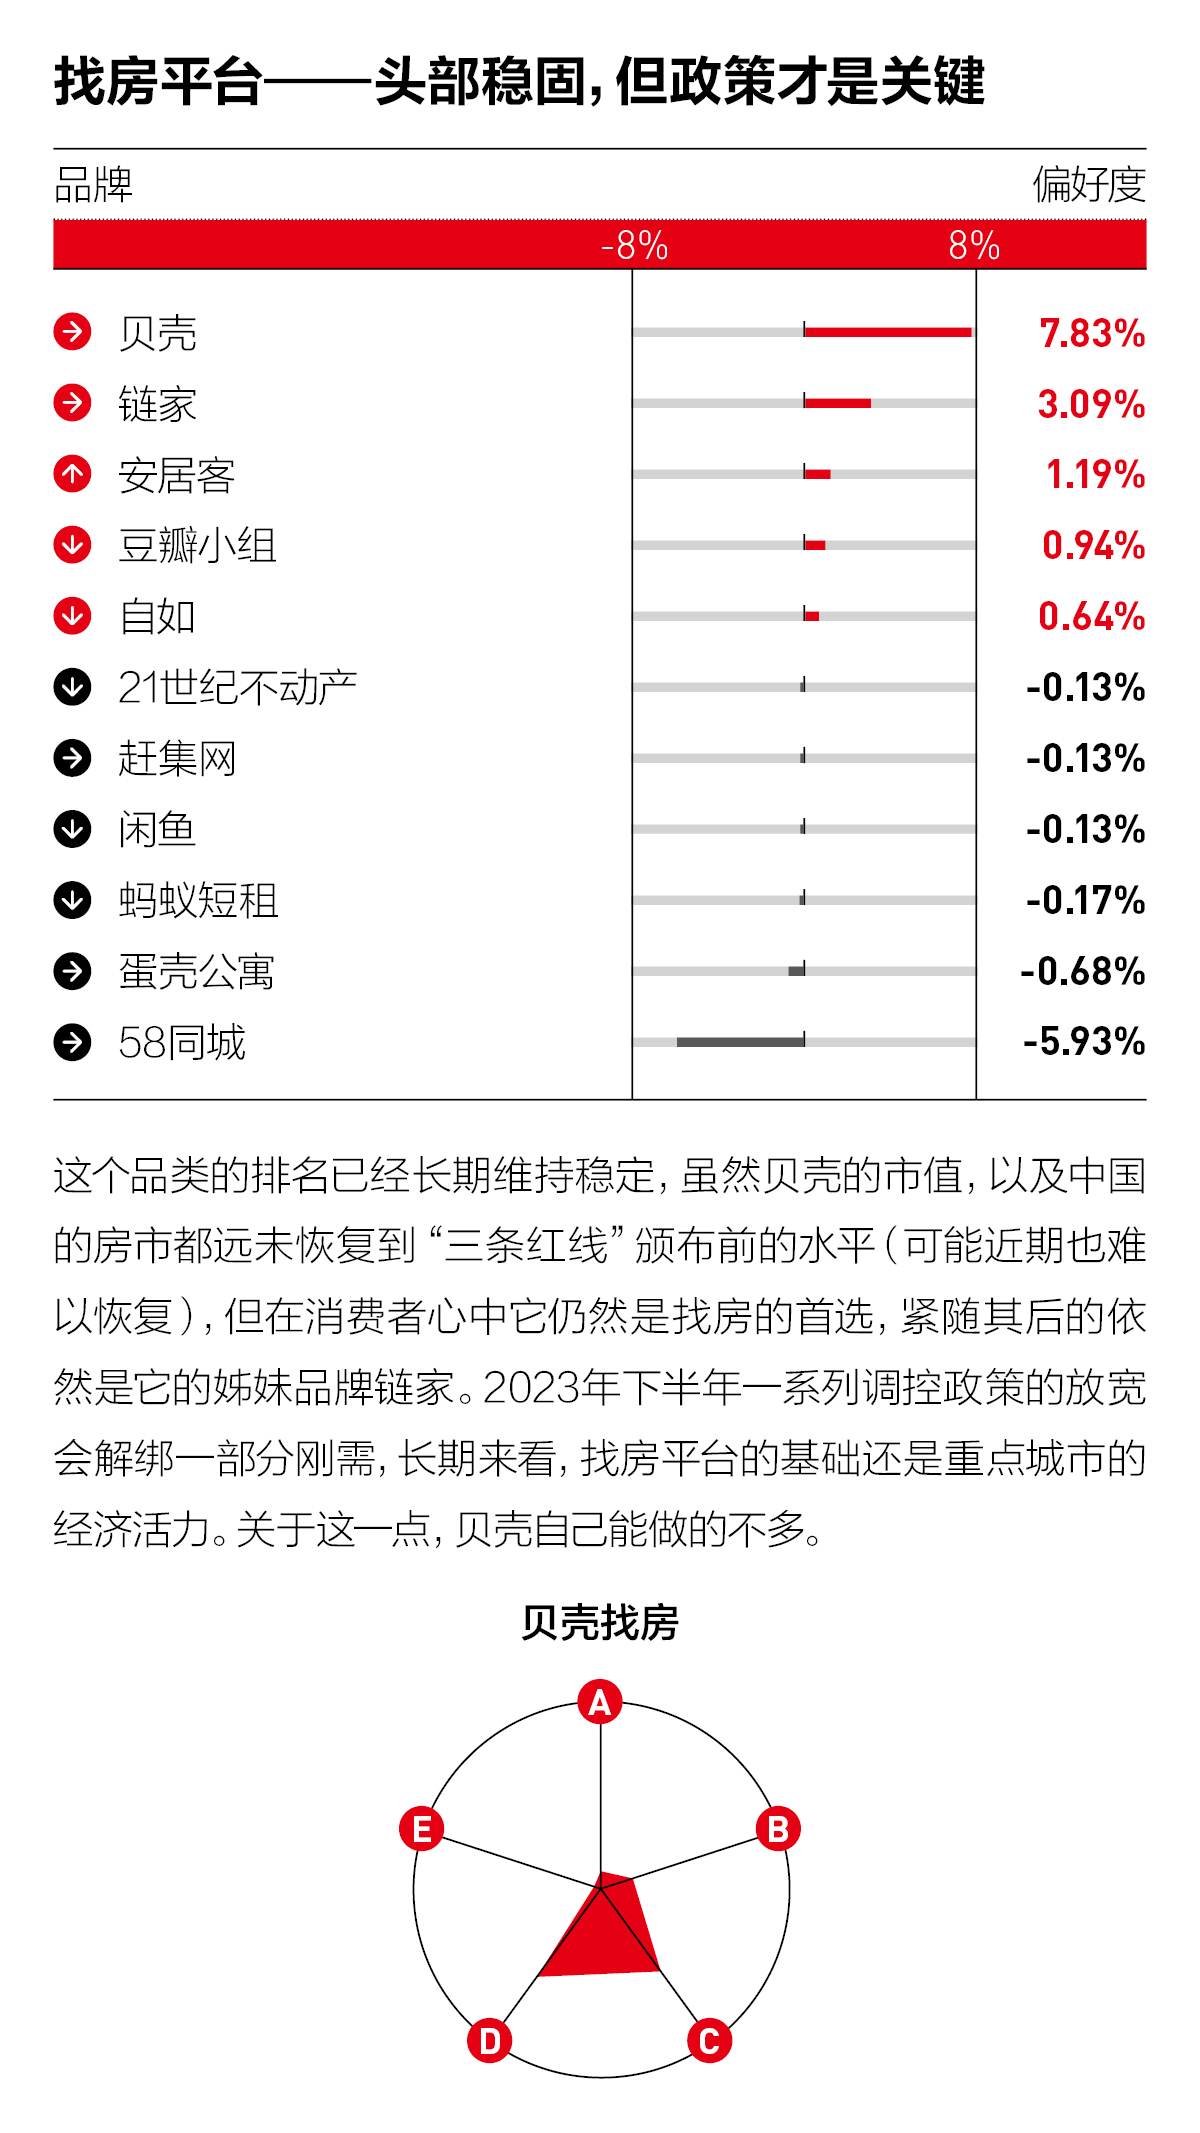 找房平台——头部稳固，但政策才是关键
品牌 偏好度
-8% 8%
贝壳 7.83%
链家 3.09%
安居客 1.19%
豆瓣小组 0.94%
自如 0.64%
21世纪不动产 -0.13%
赶集网 -0.13%
闲鱼 -0.13%
蚂蚁短租 -0.17%
蛋壳公寓 -0.68%
58同城 -5.93%
这个品类的排名已经长期维持稳定，虽然贝壳的市值，以及中国
的房市都远未恢复到“三条红线”颁布前的水平（可能近期也难
以恢复），但在消费者心中它仍然是找房的首选，紧随其后的依
然是它的姊妹品牌链家。2023年下半年一系列调控政策的放宽
会解绑一部分刚需，长期来看，找房平台的基础还是重点城市的
经济活力。关于这一点，贝壳自己能做的不多。
贝壳找房
A
E B
D C